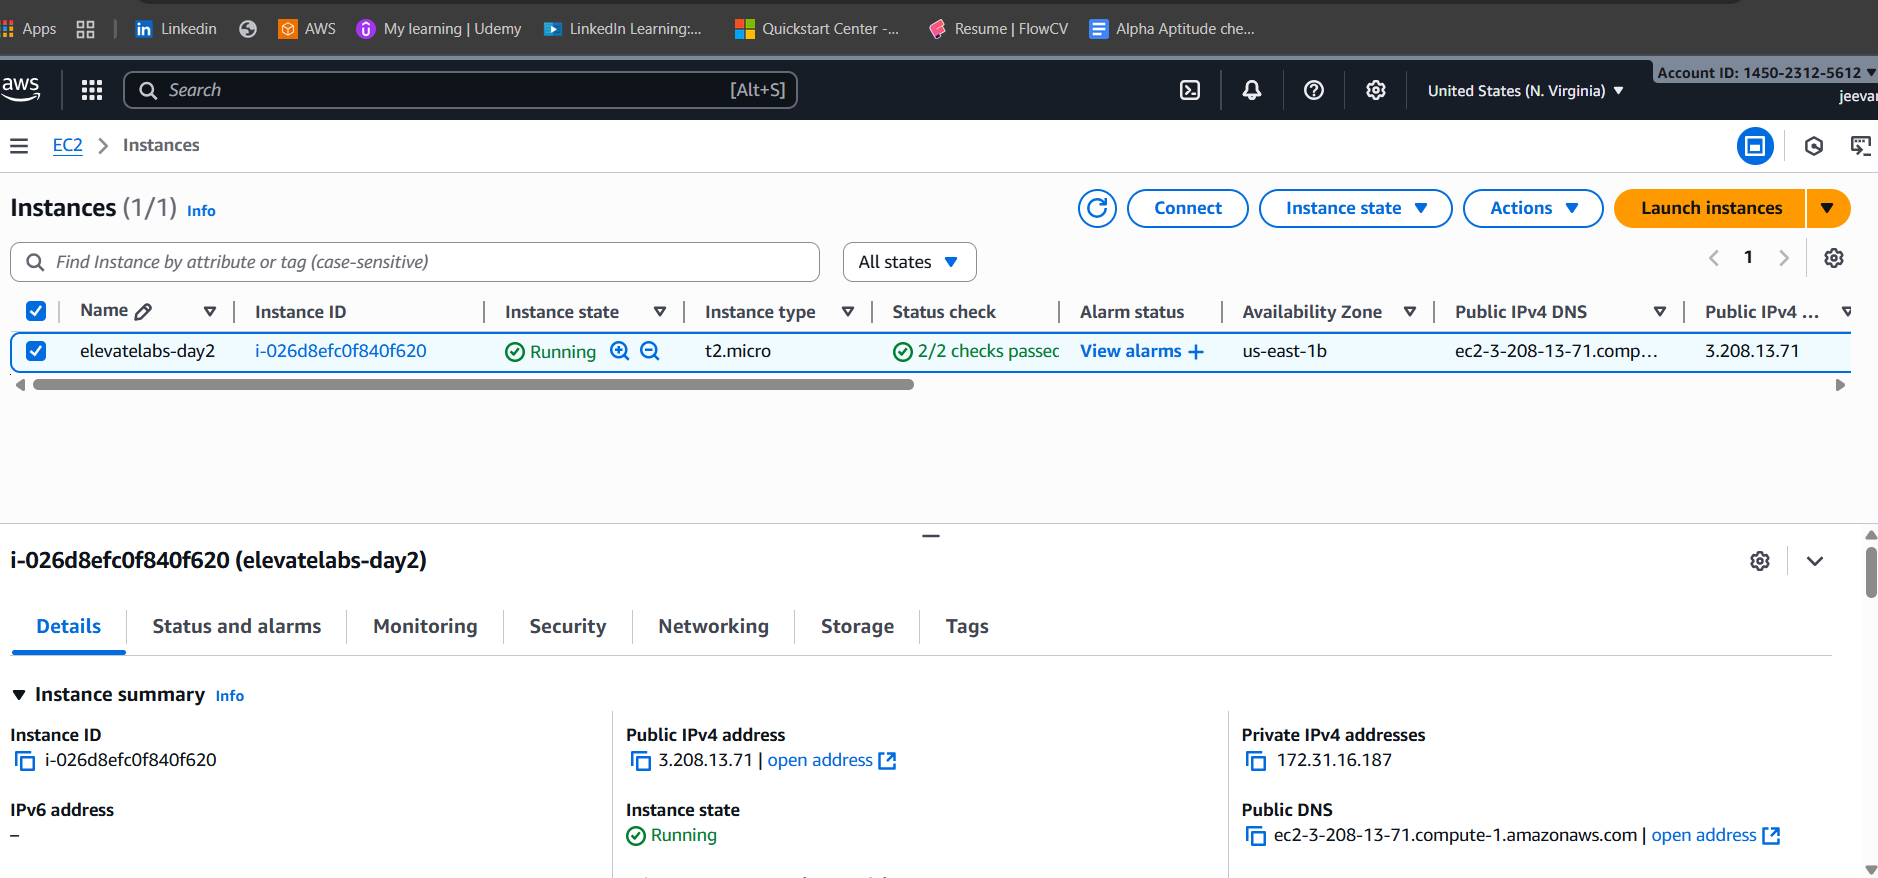 Apps Linkedin AWS My learning | Udemy LinkedIn Learning:... Quickstart Center -... Resume | FlowCV Alpha Aptitude che...
aws Search [Alt+S] United States (N. Virginia) Account ID: 1450-2312-5612
jeevan
EC2 Instances
Instances (1/1) Info Connect Instance state Actions Launch instances
Find Instance by attribute or tag (case-sensitive) All states 1
Name Instance ID Instance state Instance type Status check Alarm status Availability Zone Public IPv4 DNS Public IPv4 ...
elevatelabs-day2 i-026d8efc0f840f620 Running t2.micro 2/2 checks passed View alarms + us-east-1b ec2-3-208-13-71.comp... 3.208.13.71
i-026d8efc0f840f620 (elevatelabs-day2)
Details Status and alarms Monitoring Security Networking Storage Tags
Instance summary Info
Instance ID Public IPv4 address Private IPv4 addresses
i-026d8efc0f840f620 3.208.13.71 | open address 172.31.16.187
IPv6 address Instance state Public DNS
– Running ec2-3-208-13-71.compute-1.amazonaws.com | open address